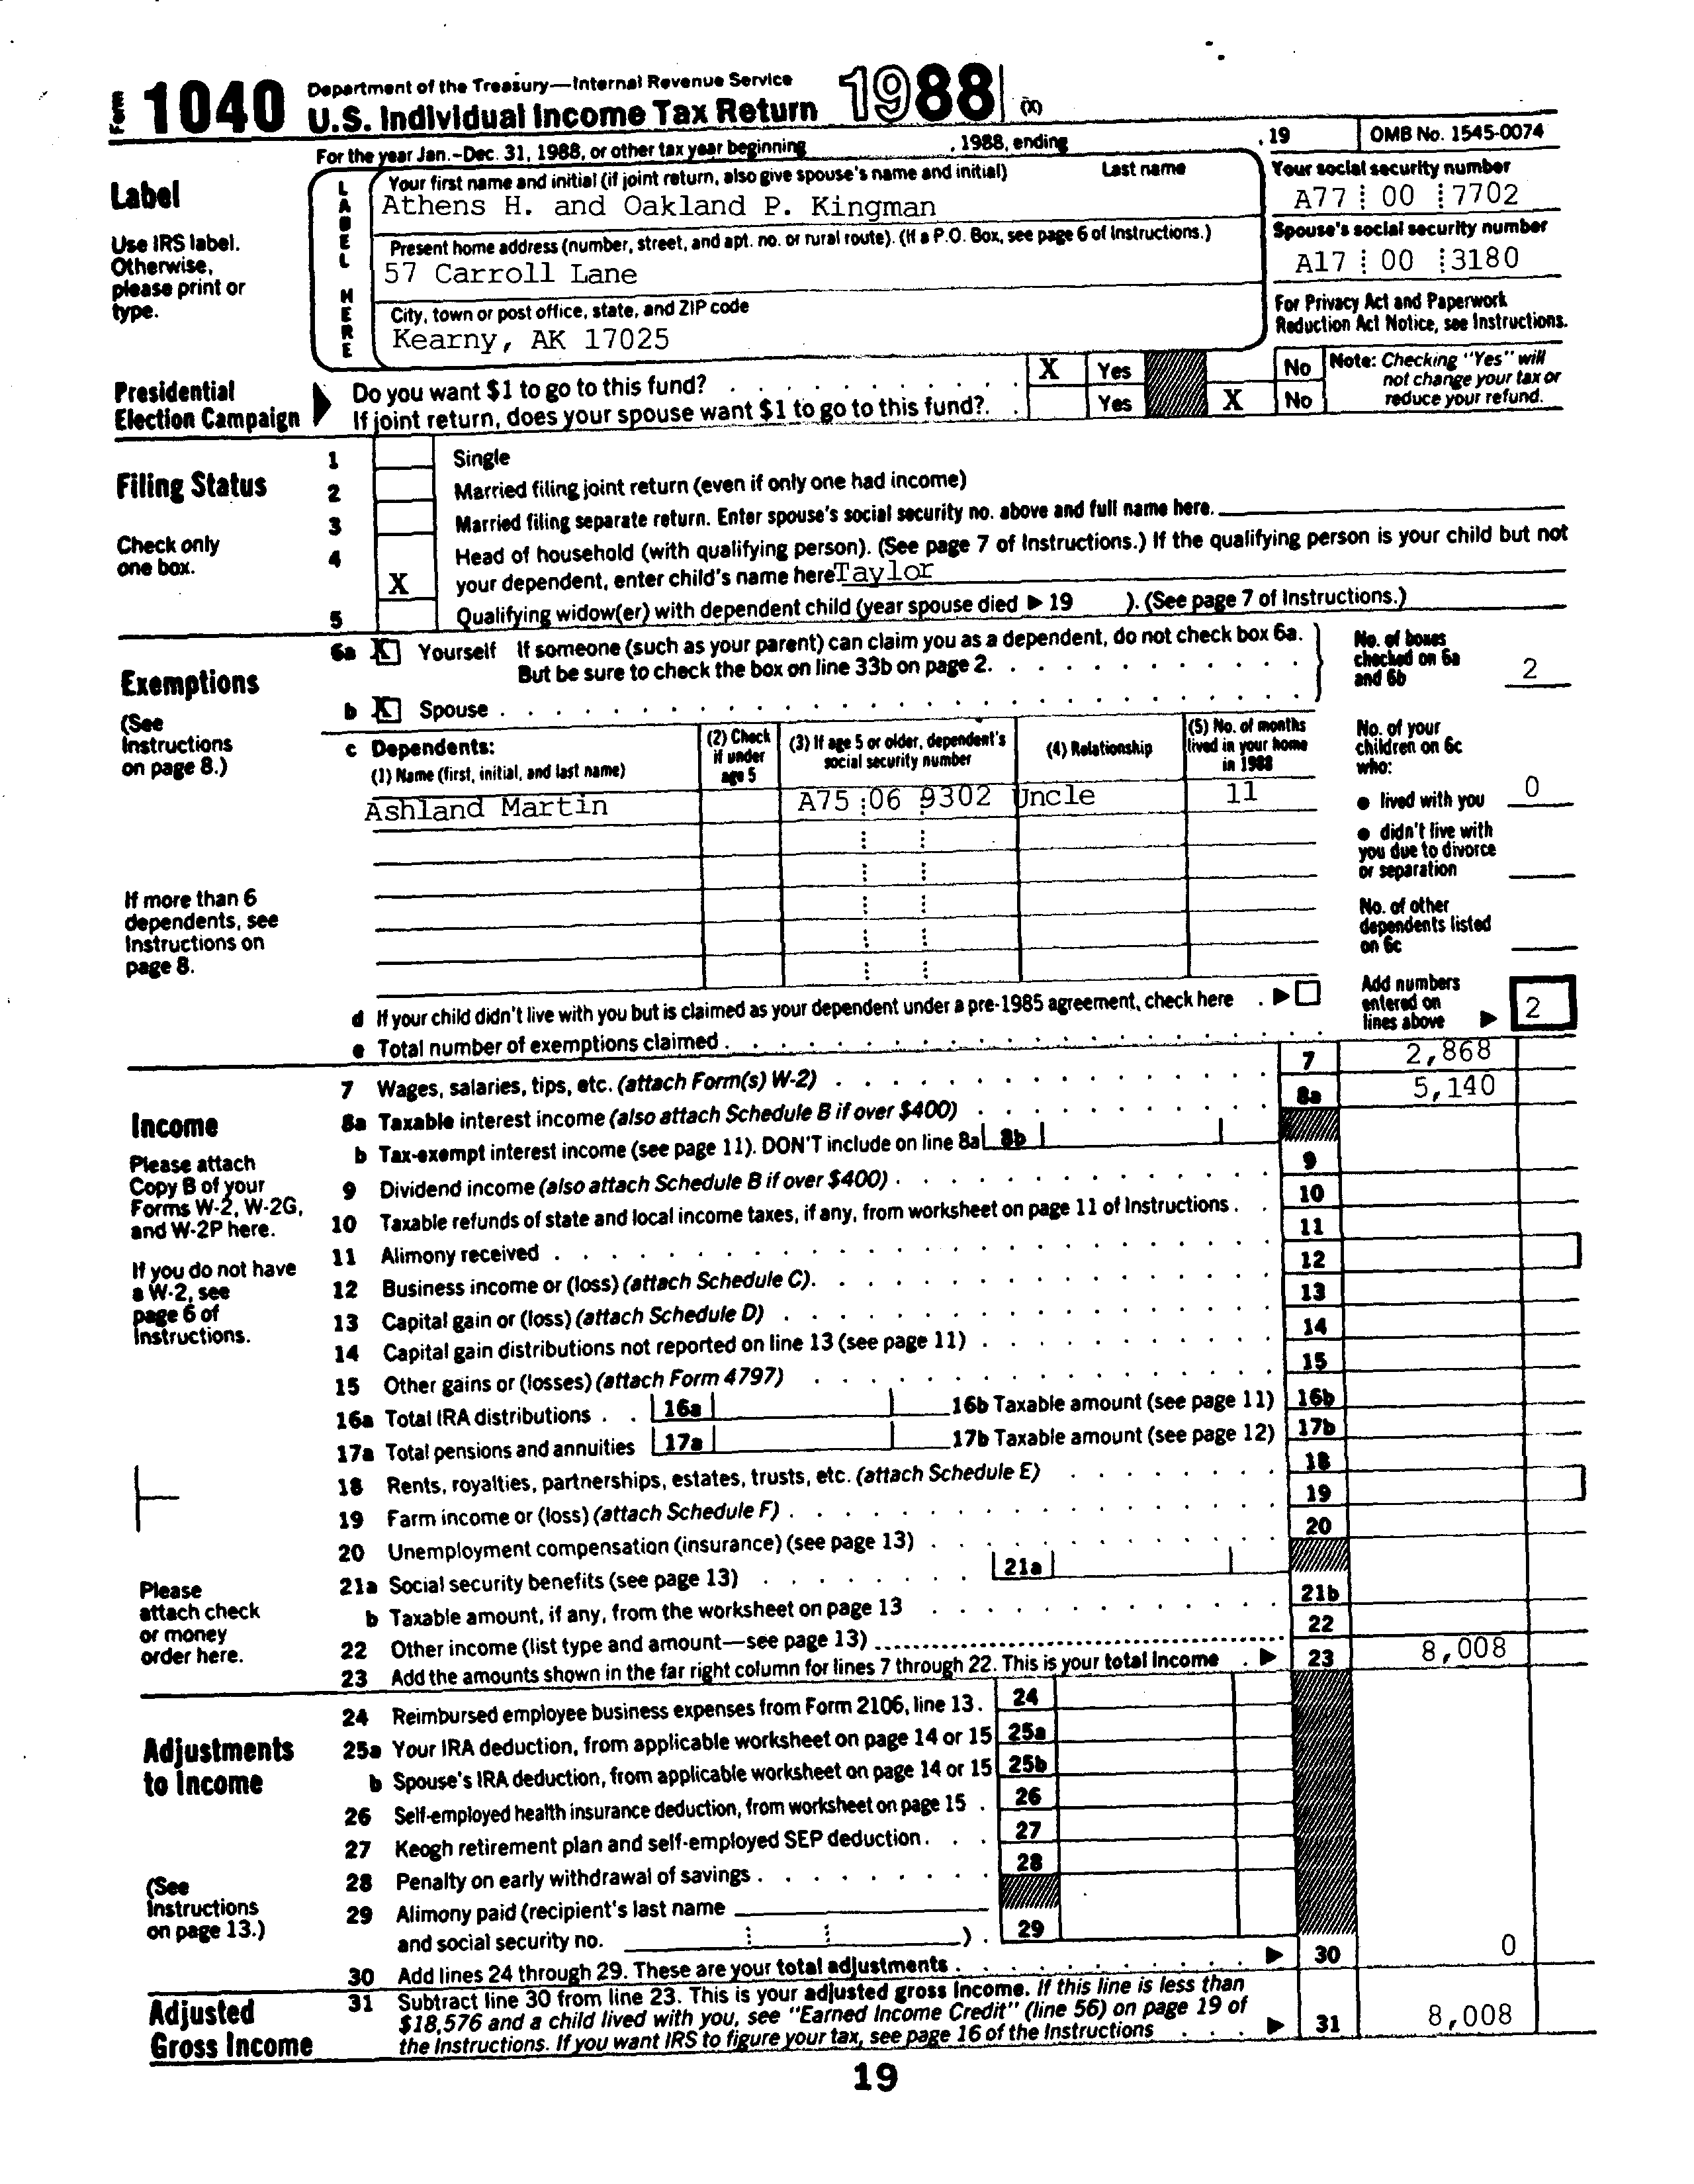 Form 1040 Department of the Treasury—Internal Revenue Service
U.S. Individual Income Tax Return 1988 (X)
For the year Jan.-Dec. 31, 1988, or other tax year beginning , 1988, ending , 19 OMB No. 1545-0074
Label
Use IRS label.
Otherwise,
please print or
type.
LABEL HERE
Your first name and initial (if joint return, also give spouse's name and initial) Last name
Athens H. and Oakland P. Kingman
Your social security number
A77 00 7702
Present home address (number, street, and apt. no. or rural route). (If a P.O. Box, see page 6 of Instructions.)
57 Carroll Lane
Spouse's social security number
A17 00 3180
City, town or post office, state, and ZIP code
Kearny, AK 17025
For Privacy Act and Paperwork
Reduction Act Notice, see Instructions.
Presidential
Election Campaign
Do you want $1 to go to this fund? X Yes No
If joint return, does your spouse want $1 to go to this fund?. Yes X No
Note: Checking "Yes" will
not change your tax or
reduce your refund.
Filing Status
Check only
one box.
1 Single
2 Married filing joint return (even if only one had income)
3 Married filing separate return. Enter spouse's social security no. above and full name here.
4 Head of household (with qualifying person). (See page 7 of Instructions.) If the qualifying person is your child but not
X your dependent, enter child's name here Taylor
5 Qualifying widow(er) with dependent child (year spouse died ▶ 19 ). (See page 7 of Instructions.)
Exemptions
(See
Instructions
on page 8.)
If more than 6
dependents, see
Instructions on
page 8.
6a X Yourself If someone (such as your parent) can claim you as a dependent, do not check box 6a.
But be sure to check the box on line 33b on page 2.
b X Spouse
No. of boxes
checked on 6a
and 6b 2
c Dependents:
(1) Name (first, initial, and last name)
(2) Check
if under
age 5
(3) If age 5 or older, dependent's
social security number
(4) Relationship
(5) No. of months
lived in your home
in 1988
Ashland Martin A75 06 9302 Uncle 11
No. of your
children on 6c
who:
● lived with you 0
● didn't live with
you due to divorce
or separation
No. of other
dependents listed
on 6c
d If your child didn't live with you but is claimed as your dependent under a pre-1985 agreement, check here . ▶
e Total number of exemptions claimed
Add numbers
entered on
lines above ▶ 2
Income
Please attach
Copy B of your
Forms W-2, W-2G,
and W-2P here.
If you do not have
a W-2, see
page 6 of
Instructions.
Please
attach check
or money
order here.
7 Wages, salaries, tips, etc. (attach Form(s) W-2) 7 2,868
8a Taxable interest income (also attach Schedule B if over $400) 8a 5,140
b Tax-exempt interest income (see page 11). DON'T include on line 8a 8b
9 Dividend income (also attach Schedule B if over $400) 9
10 Taxable refunds of state and local income taxes, if any, from worksheet on page 11 of Instructions 10
11 Alimony received 11
12 Business income or (loss) (attach Schedule C). 12
13 Capital gain or (loss) (attach Schedule D) 13
14 Capital gain distributions not reported on line 13 (see page 11) 14
15 Other gains or (losses) (attach Form 4797) 15
16a Total IRA distributions 16a 16b Taxable amount (see page 11) 16b
17a Total pensions and annuities 17a 17b Taxable amount (see page 12) 17b
18 Rents, royalties, partnerships, estates, trusts, etc. (attach Schedule E) 18
19 Farm income or (loss) (attach Schedule F) 19
20 Unemployment compensation (insurance) (see page 13) 20
21a Social security benefits (see page 13) 21a
b Taxable amount, if any, from the worksheet on page 13 21b
22 Other income (list type and amount—see page 13) 22
23 Add the amounts shown in the far right column for lines 7 through 22. This is your total income ▶ 23 8,008
Adjustments
to Income
(See
Instructions
on page 13.)
24 Reimbursed employee business expenses from Form 2106, line 13. 24
25a Your IRA deduction, from applicable worksheet on page 14 or 15 25a
b Spouse's IRA deduction, from applicable worksheet on page 14 or 15 25b
26 Self-employed health insurance deduction, from worksheet on page 15 26
27 Keogh retirement plan and self-employed SEP deduction 27
28 Penalty on early withdrawal of savings 28
29 Alimony paid (recipient's last name
and social security no. ). 29
30 Add lines 24 through 29. These are your total adjustments ▶ 30 0
Adjusted
Gross Income
31 Subtract line 30 from line 23. This is your adjusted gross income. If this line is less than
$18,576 and a child lived with you, see "Earned Income Credit" (line 56) on page 19 of
the Instructions. If you want IRS to figure your tax, see page 16 of the Instructions ▶ 31 8,008
19